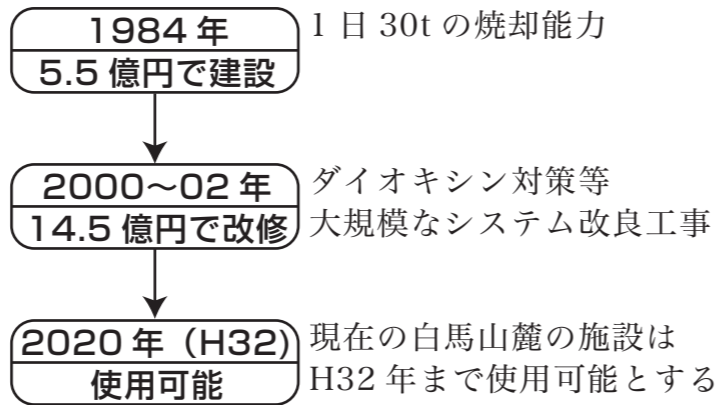 1984 年
5.5 億円で建設
1 日 30t の焼却能力
2000〜02 年
14.5 億円で改修
ダイオキシン対策等
大規模なシステム改良工事
2020 年（H32）
使用可能
現在の白馬山麓の施設は
H32 年まで使用可能とする